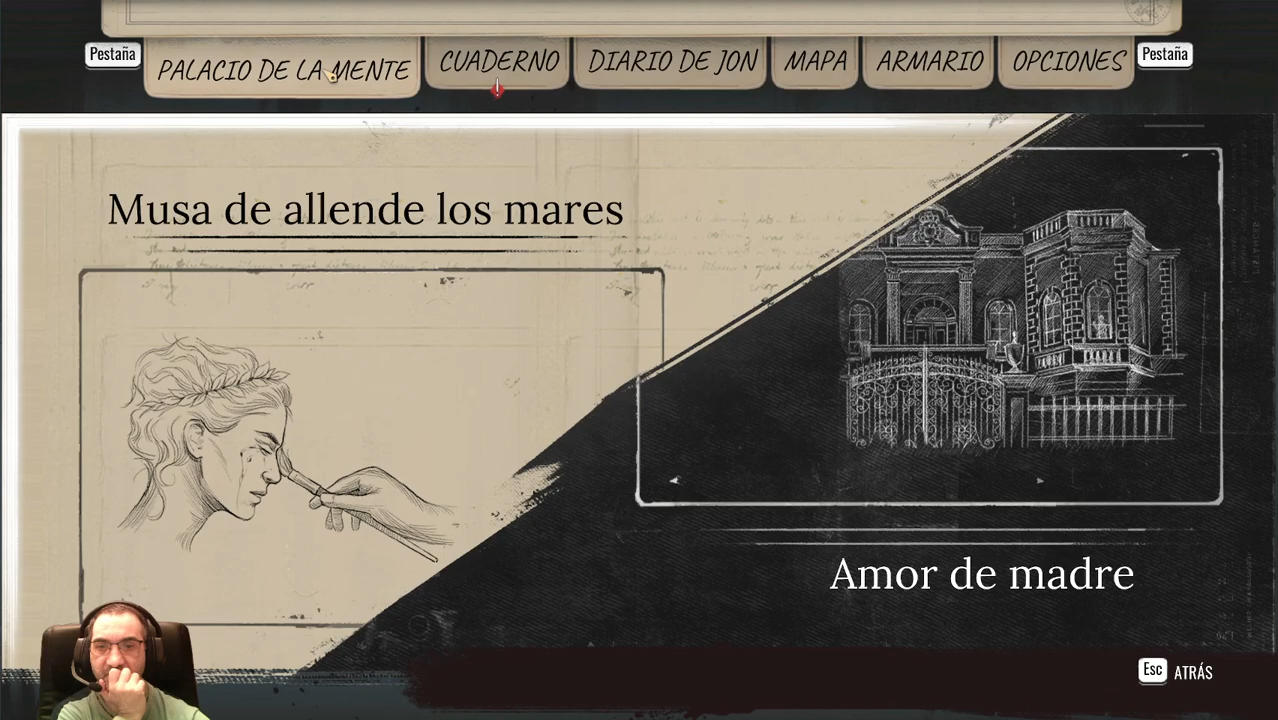 Pestaña
PALACIO DE LA MENTE
CUADERNO
DIARIO DE JON
MAPA
ARMARIO
OPCIONES
Pestaña
Musa de allende los mares
Amor de madre
Esc ATRÁS